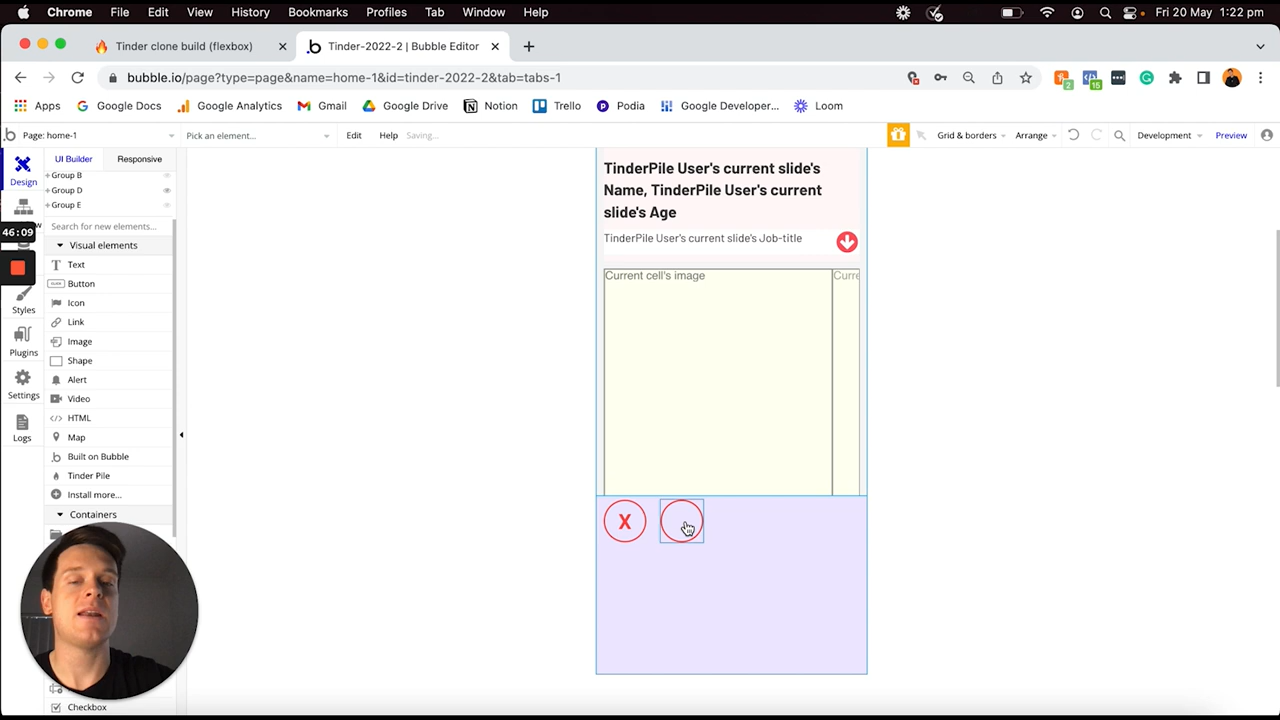 Chrome File Edit View History Bookmarks Profiles Tab Window Help Fri 20 May 1:22 pm
Tinder clone build (flexbox) Tinder-2022-2 | Bubble Editor
bubble.io/page?type=page&name=home-1&id=tinder-2022-2&tab=tabs-1 2 15
Apps Google Docs Google Analytics Gmail Google Drive Notion Trello Podia Google Developer... Loom
Page: home-1 Pick an element... Edit Help Saving... Grid & borders Arrange Development Preview
UI Builder Responsive
Design
Group B
Group D
Group E
46:09
Search for new elements...
Visual elements
Text
Button
Icon
Styles
Link
Image
Plugins
Shape
Alert
Settings
Video
HTML
Logs
Map
Built on Bubble
Tinder Pile
Install more...
Containers
Checkbox
TinderPile User's current slide's
Name, TinderPile User's current
slide's Age
TinderPile User's current slide's Job-title
Current cell's image Curre
X